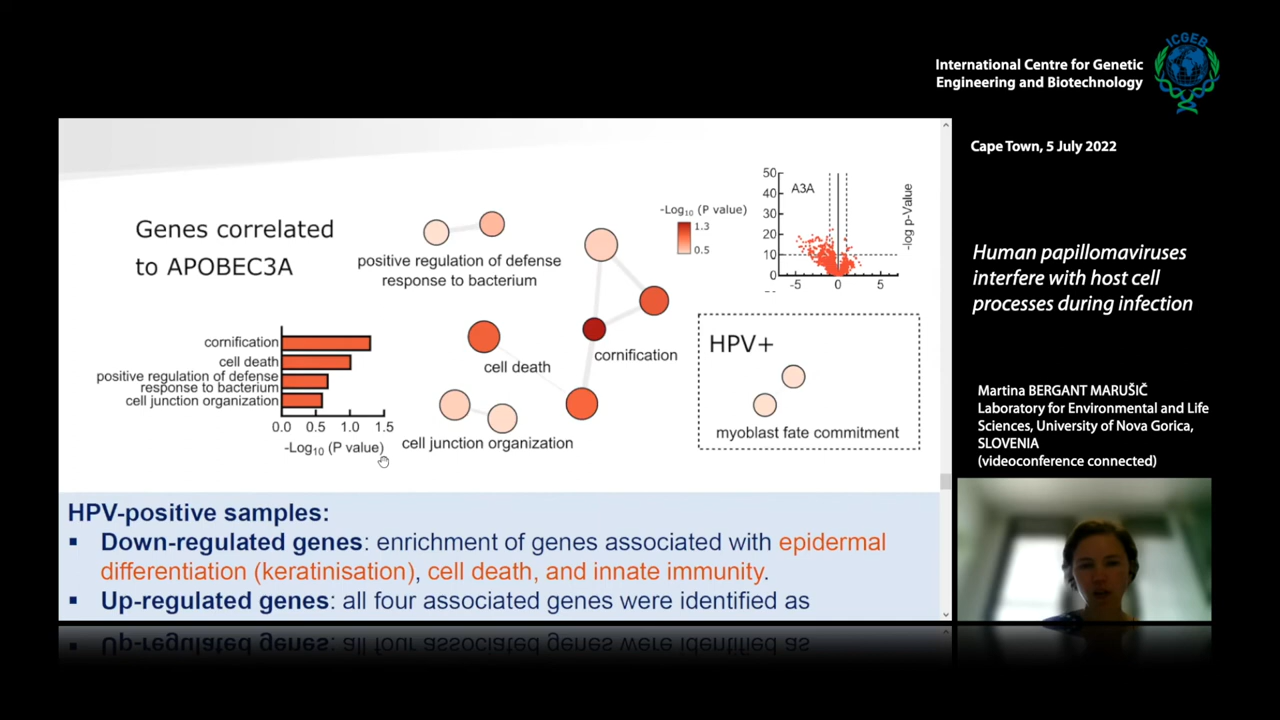 ICGEB
International Centre for Genetic
Engineering and Biotechnology
Cape Town, 5 July 2022
Human papillomaviruses
interfere with host cell
processes during infection
Martina BERGANT MARUŠIČ
Laboratory for Environmental and Life
Sciences, University of Nova Gorica,
SLOVENIA
(videoconference connected)
Genes correlated
to APOBEC3A
positive regulation of defense
response to bacterium
-Log₁₀ (P value)
1.3
0.5
50
40
30
20
10
0
A3A
-log p-Value
-5 0 5
cornification
cell death
cell junction organization
HPV+
myoblast fate commitment
cornification
cell death
positive regulation of defense
response to bacterium
cell junction organization
0.0 0.5 1.0 1.5
-Log₁₀ (P value)
HPV-positive samples:
▪ Down-regulated genes: enrichment of genes associated with epidermal
differentiation (keratinisation), cell death, and innate immunity.
▪ Up-regulated genes: all four associated genes were identified as